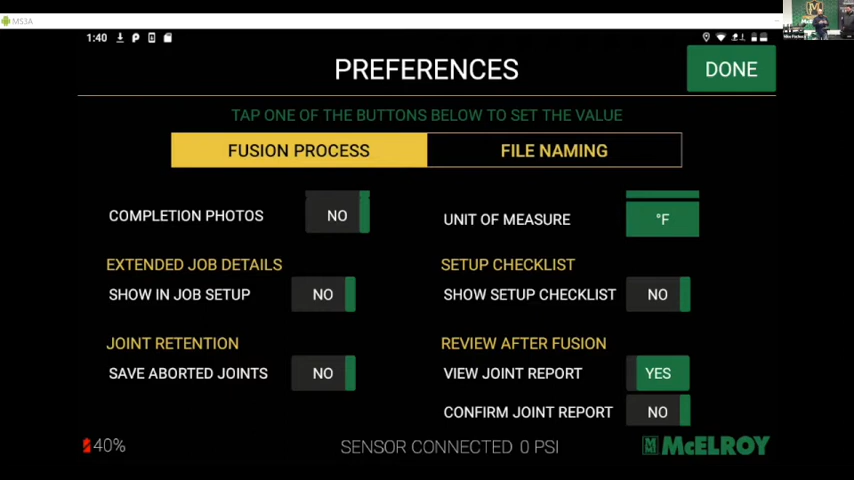 MS3A
1:40
PREFERENCES
DONE
TAP ONE OF THE BUTTONS BELOW TO SET THE VALUE
FUSION PROCESS
FILE NAMING
COMPLETION PHOTOS NO
UNIT OF MEASURE °F
EXTENDED JOB DETAILS
SETUP CHECKLIST
SHOW IN JOB SETUP NO
SHOW SETUP CHECKLIST NO
JOINT RETENTION
REVIEW AFTER FUSION
SAVE ABORTED JOINTS NO
VIEW JOINT REPORT YES
CONFIRM JOINT REPORT NO
40%
SENSOR CONNECTED 0 PSI
McELROY